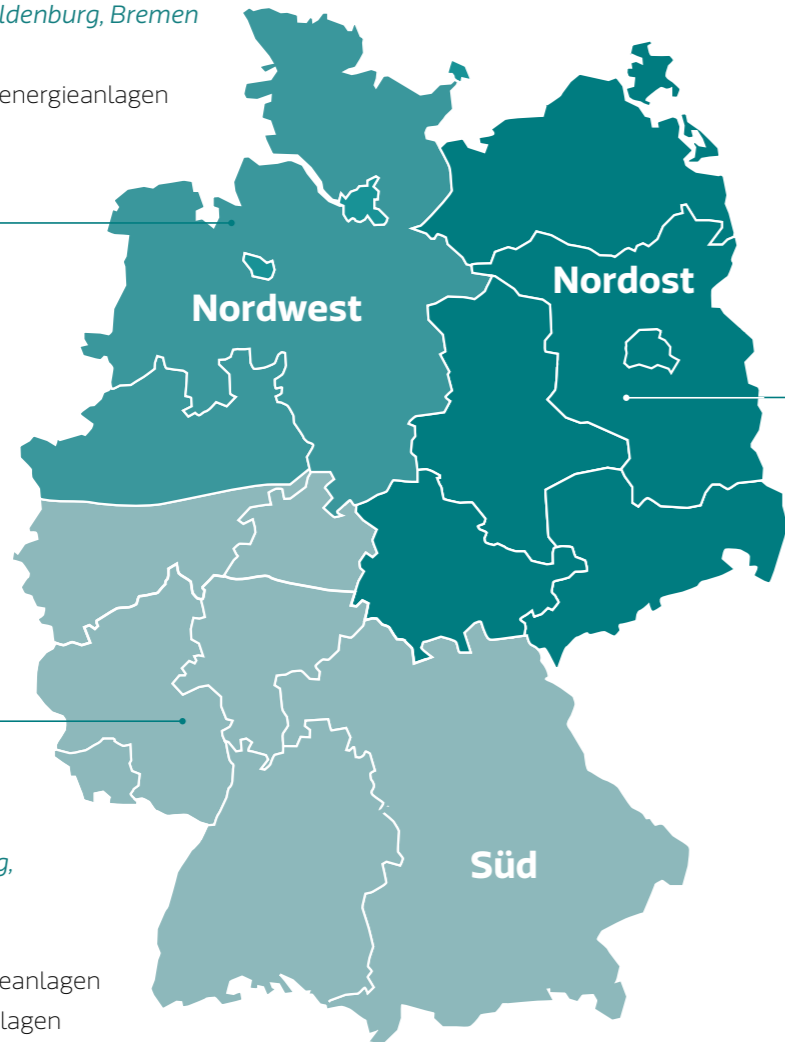 ldenburg, Bremen
energieanlagen
Nordost
Nordwest
Süd
g,
eanlagen
lagen